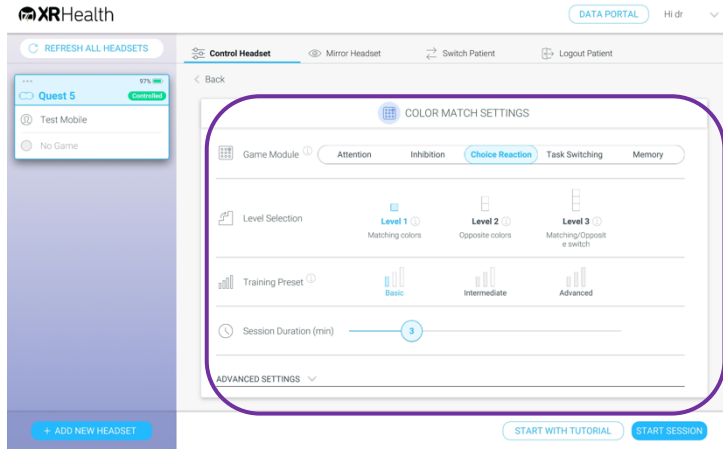 XRHealth
DATA PORTAL
Hi dr
REFRESH ALL HEADSETS
Control Headset
Mirror Headset
Switch Patient
Logout Patient
97%
Quest 5
Controlled
Test Mobile
No Game
Back
COLOR MATCH SETTINGS
Game Module
Attention
Inhibition
Choice Reaction
Task Switching
Memory
Level Selection
Level 1
Matching colors
Level 2
Opposite colors
Level 3
Matching/Opposit
e switch
Training Preset
Basic
Intermediate
Advanced
Session Duration (min)
3
ADVANCED SETTINGS
+ ADD NEW HEADSET
START WITH TUTORIAL
START SESSION